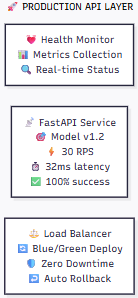 🚀 PRODUCTION API LAYER
💓 Health Monitor
📊 Metrics Collection
🔍 Real-time Status
🚀 FastAPI Service
🎯 Model v1.2
⚡ 30 RPS
⏱️ 32ms latency
✅ 100% success
⚖️ Load Balancer
🔄 Blue/Green Deploy
🛡️ Zero Downtime
↩️ Auto Rollback